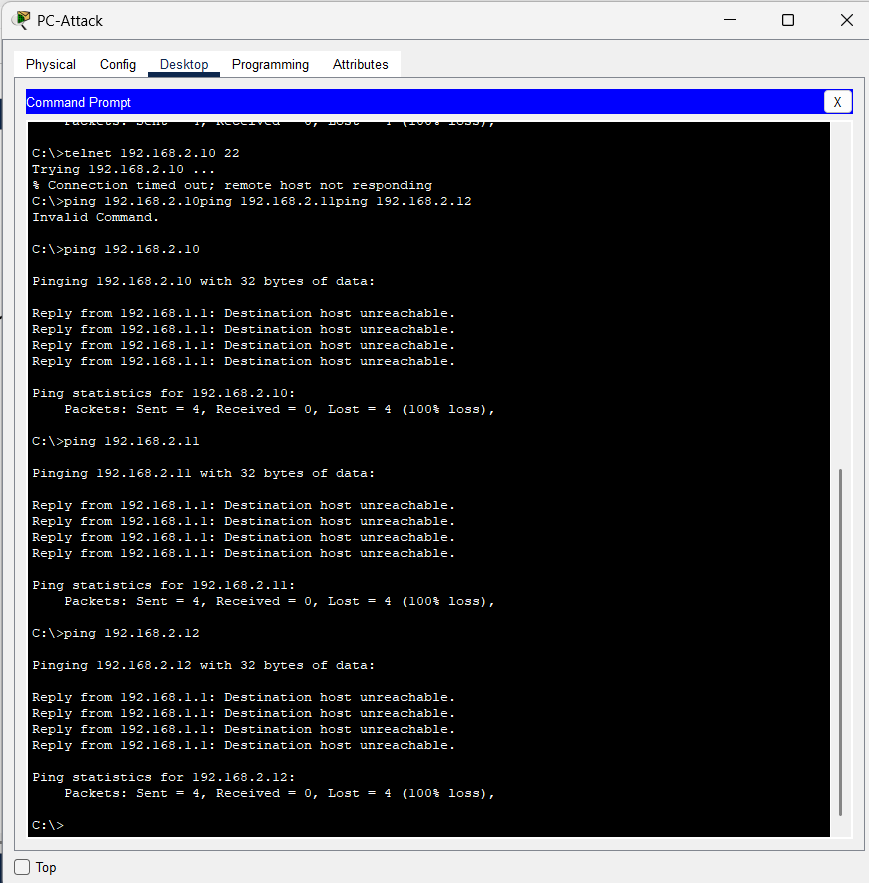 PC-Attack
Physical Config Desktop Programming Attributes
Command Prompt X
Packets: Sent = 4, Received = 0, Lost = 4 (100% loss),
C:\>telnet 192.168.2.10 22
Trying 192.168.2.10 ...
% Connection timed out; remote host not responding
C:\>ping 192.168.2.10ping 192.168.2.11ping 192.168.2.12
Invalid Command.
C:\>ping 192.168.2.10
Pinging 192.168.2.10 with 32 bytes of data:
Reply from 192.168.1.1: Destination host unreachable.
Reply from 192.168.1.1: Destination host unreachable.
Reply from 192.168.1.1: Destination host unreachable.
Reply from 192.168.1.1: Destination host unreachable.
Ping statistics for 192.168.2.10:
Packets: Sent = 4, Received = 0, Lost = 4 (100% loss),
C:\>ping 192.168.2.11
Pinging 192.168.2.11 with 32 bytes of data:
Reply from 192.168.1.1: Destination host unreachable.
Reply from 192.168.1.1: Destination host unreachable.
Reply from 192.168.1.1: Destination host unreachable.
Reply from 192.168.1.1: Destination host unreachable.
Ping statistics for 192.168.2.11:
Packets: Sent = 4, Received = 0, Lost = 4 (100% loss),
C:\>ping 192.168.2.12
Pinging 192.168.2.12 with 32 bytes of data:
Reply from 192.168.1.1: Destination host unreachable.
Reply from 192.168.1.1: Destination host unreachable.
Reply from 192.168.1.1: Destination host unreachable.
Reply from 192.168.1.1: Destination host unreachable.
Ping statistics for 192.168.2.12:
Packets: Sent = 4, Received = 0, Lost = 4 (100% loss),
C:\>
Top